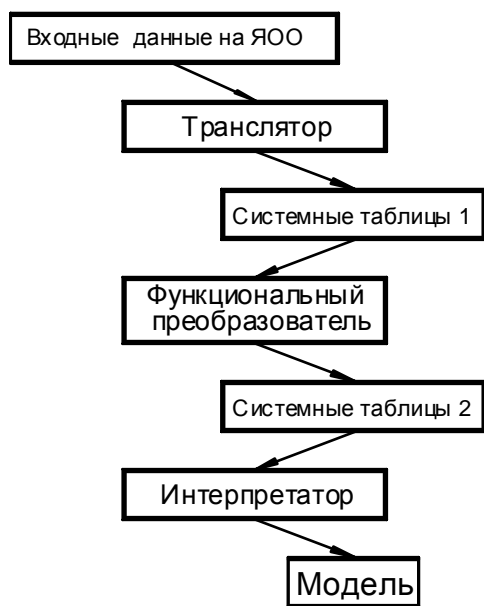 Входные данные на ЯОО
Транслятор
Системные таблицы 1
Функциональный
преобразователь
Системные таблицы 2
Интерпретатор
Модель